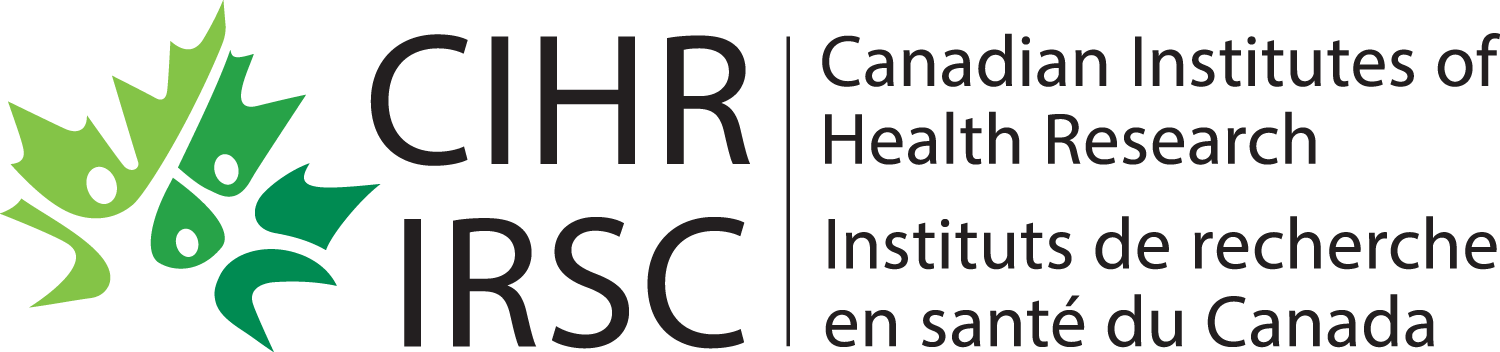 CIHR
IRSC
Canadian Institutes of
Health Research
Instituts de recherche
en santé du Canada